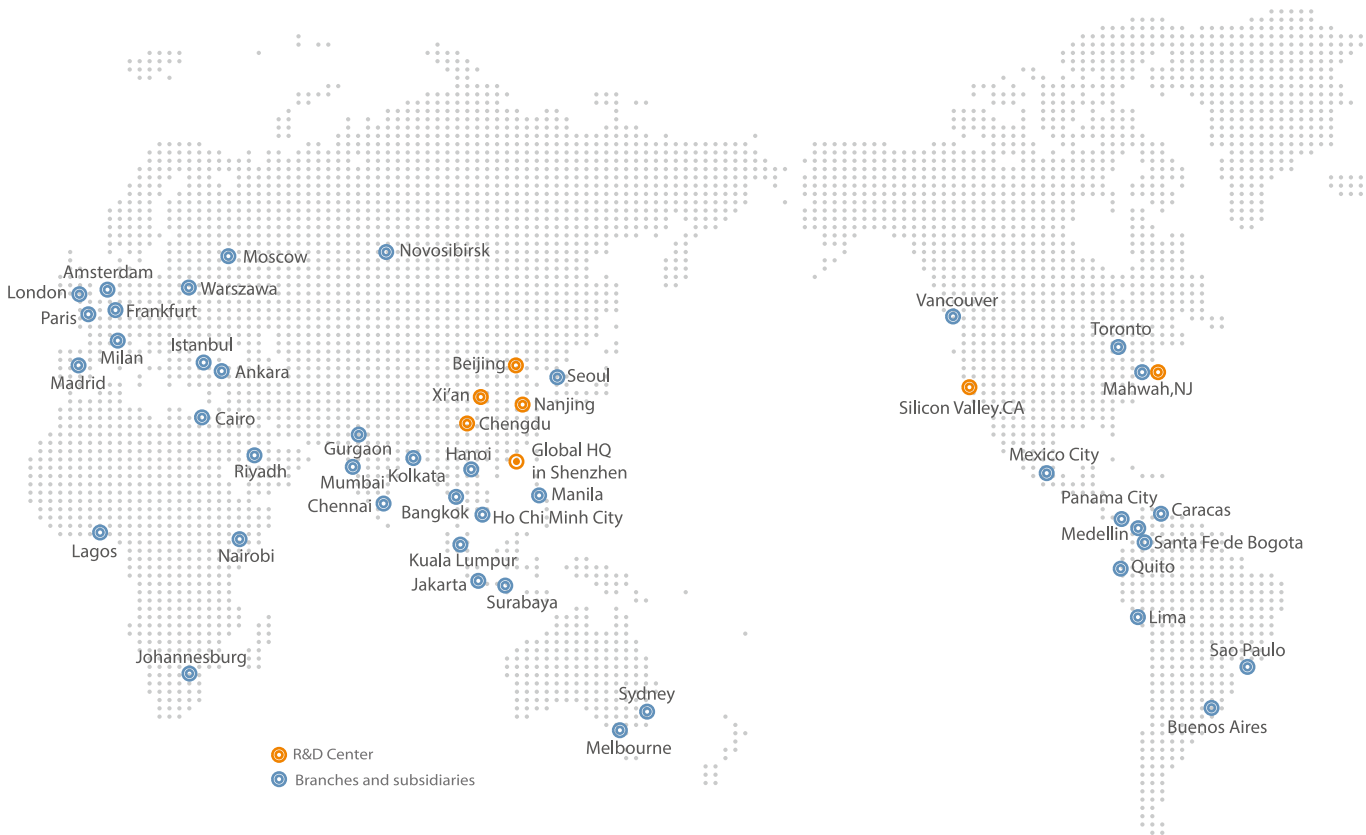 Moscow
Novosibirsk
Amsterdam
London
Warszawa
Frankfurt
Paris
Istanbul
Milan
Ankara
Madrid
Cairo
Riyadh
Lagos
Nairobi
Johannesburg
Beijing
Seoul
Xi'an
Nanjing
Chengdu
Gurgaon
Hanoi
Global HQ
in Shenzhen
Mumbai
Kolkata
Chennai
Manila
Bangkok
Ho Chi Minh City
Kuala Lumpur
Jakarta
Surabaya
Sydney
Melbourne
Vancouver
Toronto
Mahwah,NJ
Silicon Valley.CA
Mexico City
Panama City
Caracas
Medellin
Santa Fe de Bogota
Quito
Lima
Sao Paulo
Buenos Aires
R&D Center
Branches and subsidiaries